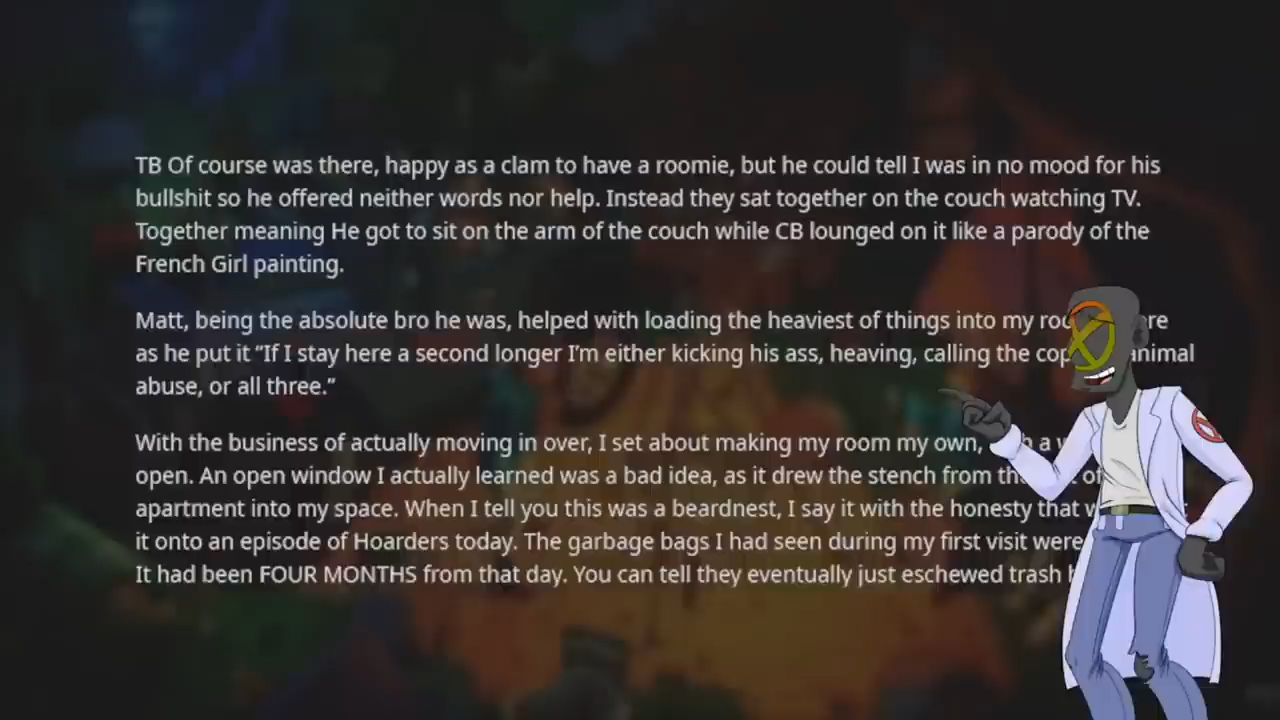 TB Of course was there, happy as a clam to have a roomie, but he could tell I was in no mood for his
bullshit so he offered neither words nor help. Instead they sat together on the couch watching TV.
Together meaning He got to sit on the arm of the couch while CB lounged on it like a parody of the
French Girl painting.
Matt, being the absolute bro he was, helped with loading the heaviest of things into my
as he put it “If I stay here a second longer I’m either kicking his ass, heaving, calling the animal
abuse, or all three.”
With the business of actually moving in over, I set about making my room my own, a
open. An open window I actually learned was a bad idea, as it drew the stench from of
apartment into my space. When I tell you this was a beardnest, I say it with the honesty that
it onto an episode of Hoarders today. The garbage bags I had seen during my first visit were
It had been FOUR MONTHS from that day. You can tell they eventually just eschewed trash